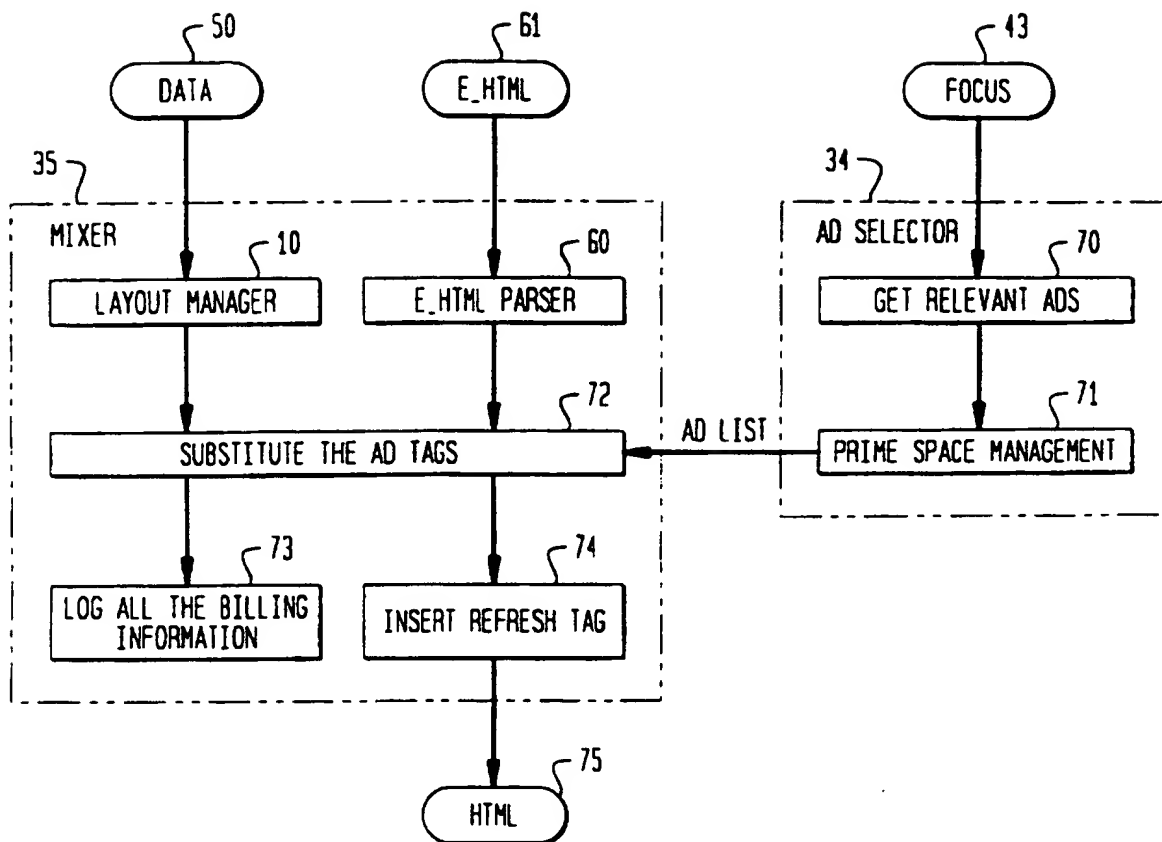 50
61
43
DATA
E_HTML
FOCUS
35
34
MIXER
AD SELECTOR
10
60
70
LAYOUT MANAGER
E_HTML PARSER
GET RELEVANT ADS
72
71
SUBSTITUTE THE AD TAGS
AD LIST
PRIME SPACE MANAGEMENT
73
74
LOG ALL THE BILLING
INFORMATION
INSERT REFRESH TAG
75
HTML